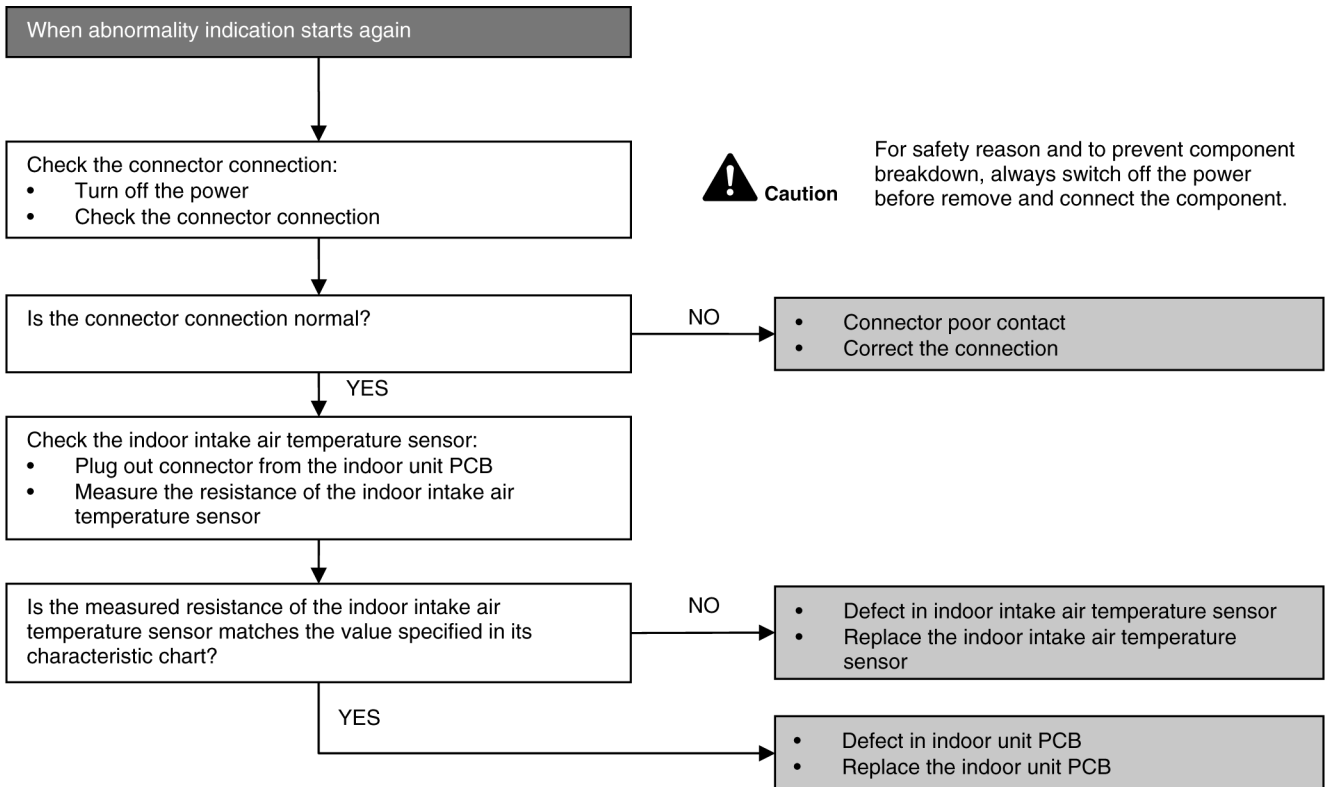 When abnormality indication starts again
Check the connector connection:
• Turn off the power
• Check the connector connection
Caution
For safety reason and to prevent component
breakdown, always switch off the power
before remove and connect the component.
Is the connector connection normal?
NO
• Connector poor contact
• Correct the connection
YES
Check the indoor intake air temperature sensor:
• Plug out connector from the indoor unit PCB
• Measure the resistance of the indoor intake air
temperature sensor
Is the measured resistance of the indoor intake air
temperature sensor matches the value specified in its
characteristic chart?
NO
• Defect in indoor intake air temperature sensor
• Replace the indoor intake air temperature
sensor
YES
• Defect in indoor unit PCB
• Replace the indoor unit PCB